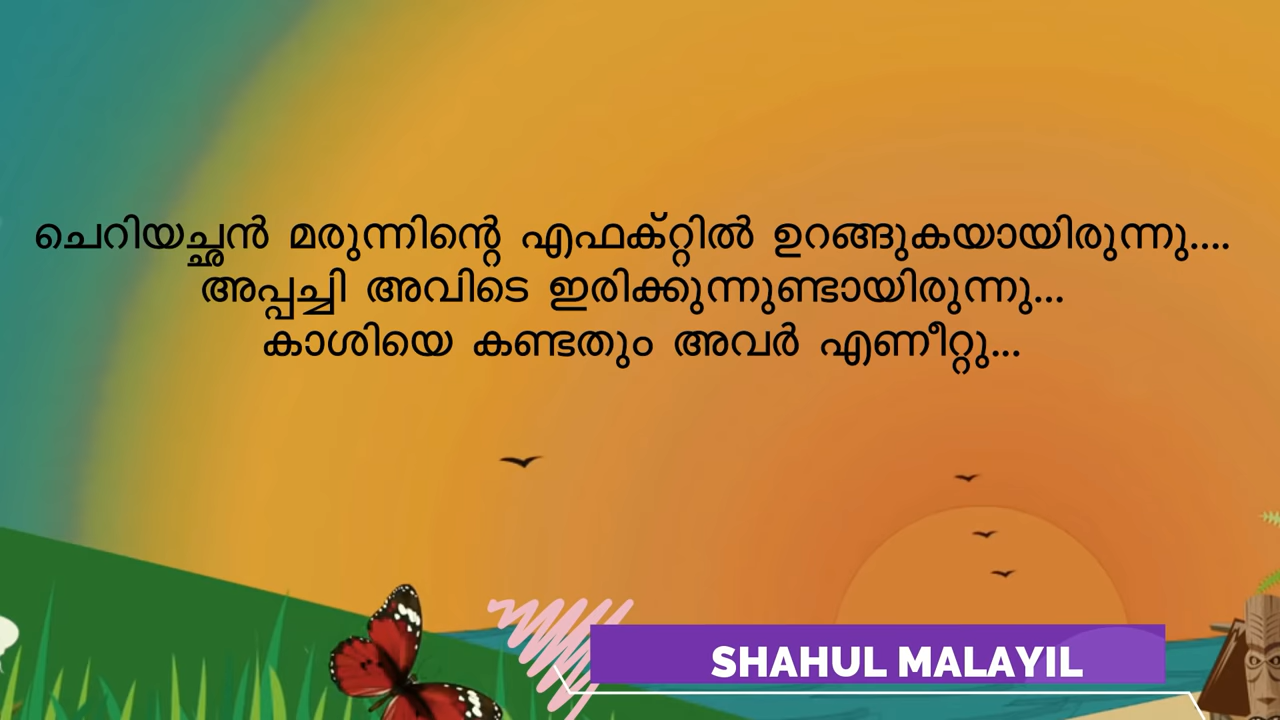 ചെറിയച്ഛൻ മരുന്നിന്റെ എഫക്റ്റിൽ ഉറങ്ങുകയായിരുന്നു....
അപ്പച്ചി അവിടെ ഇരിക്കുന്നുണ്ടായിരുന്നു...
കാശിയെ കണ്ടതും അവർ എണീറ്റു...
SHAHUL MALAYIL